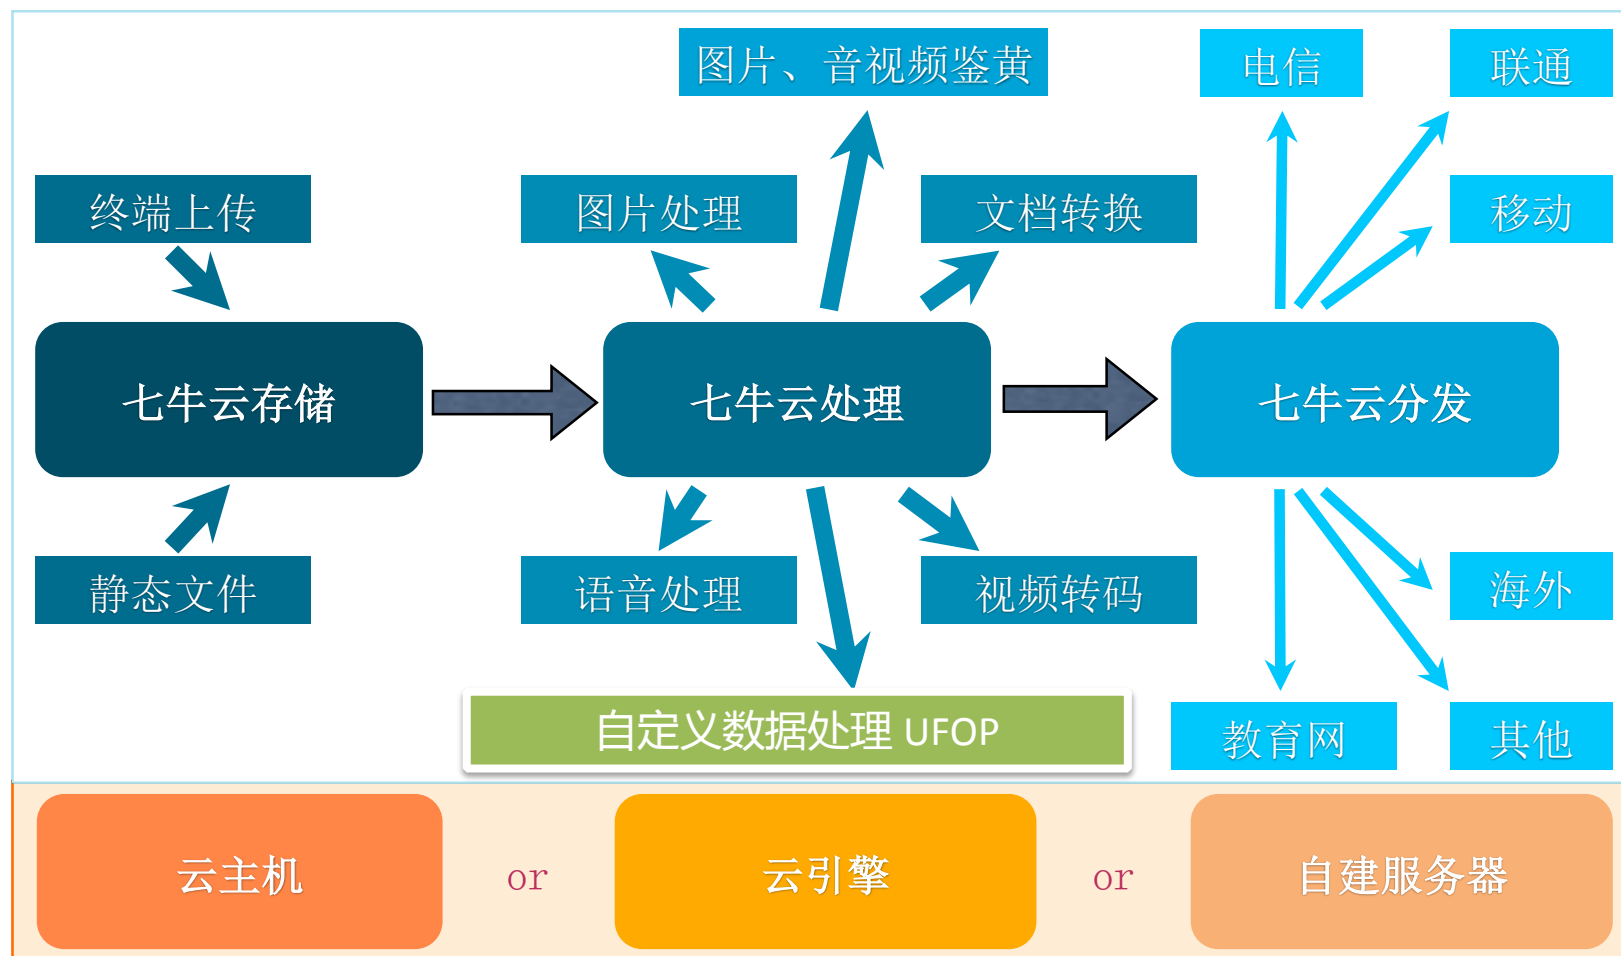 图片、音视频鉴黄
电信
联通
终端上传
图片处理
文档转换
移动
七牛云存储
七牛云处理
七牛云分发
静态文件
语音处理
视频转码
海外
自定义数据处理 UFOP
教育网
其他
云主机
or
云引擎
or
自建服务器